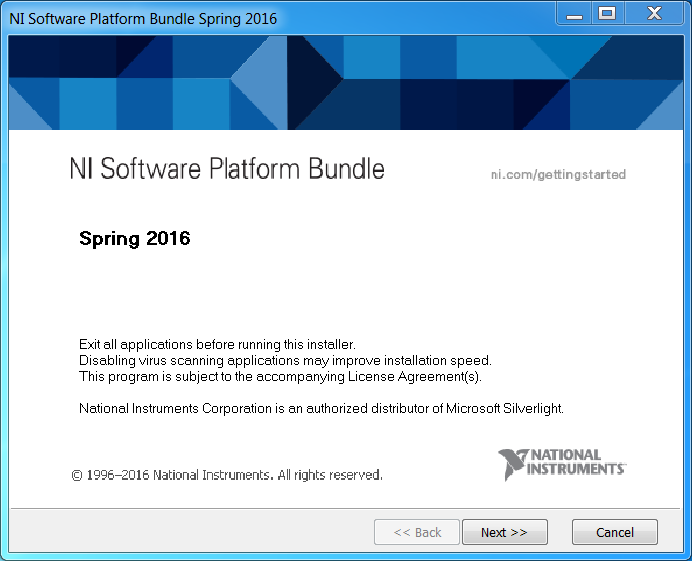 NI Software Platform Bundle Spring 2016
NI Software Platform Bundle
ni.com/gettingstarted
Spring 2016
Exit all applications before running this installer.
Disabling virus scanning applications may improve installation speed.
This program is subject to the accompanying License Agreement(s).
National Instruments Corporation is an authorized distributor of Microsoft Silverlight.
NATIONAL
INSTRUMENTS
© 1996–2016 National Instruments. All rights reserved.
<< Back
Next >>
Cancel